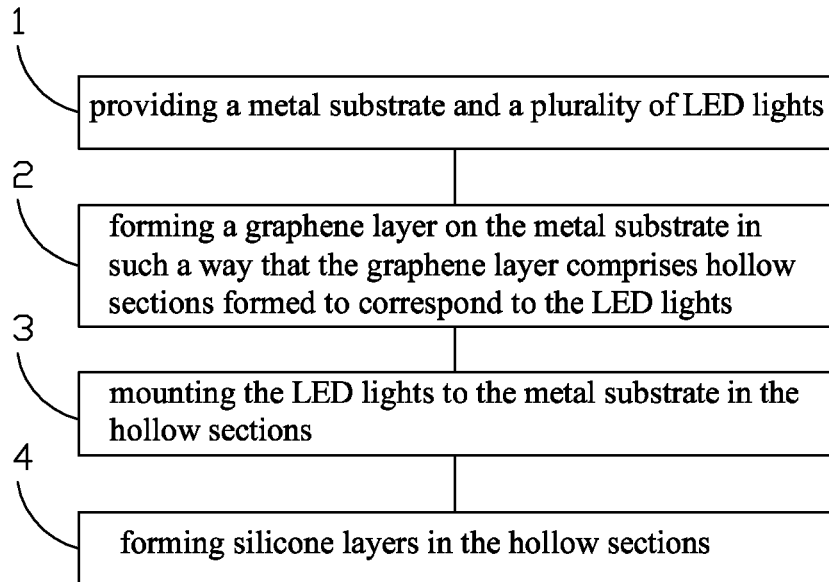 1
providing a metal substrate and a plurality of LED lights
2
forming a graphene layer on the metal substrate in
such a way that the graphene layer comprises hollow
sections formed to correspond to the LED lights
3
mounting the LED lights to the metal substrate in the
hollow sections
4
forming silicone layers in the hollow sections